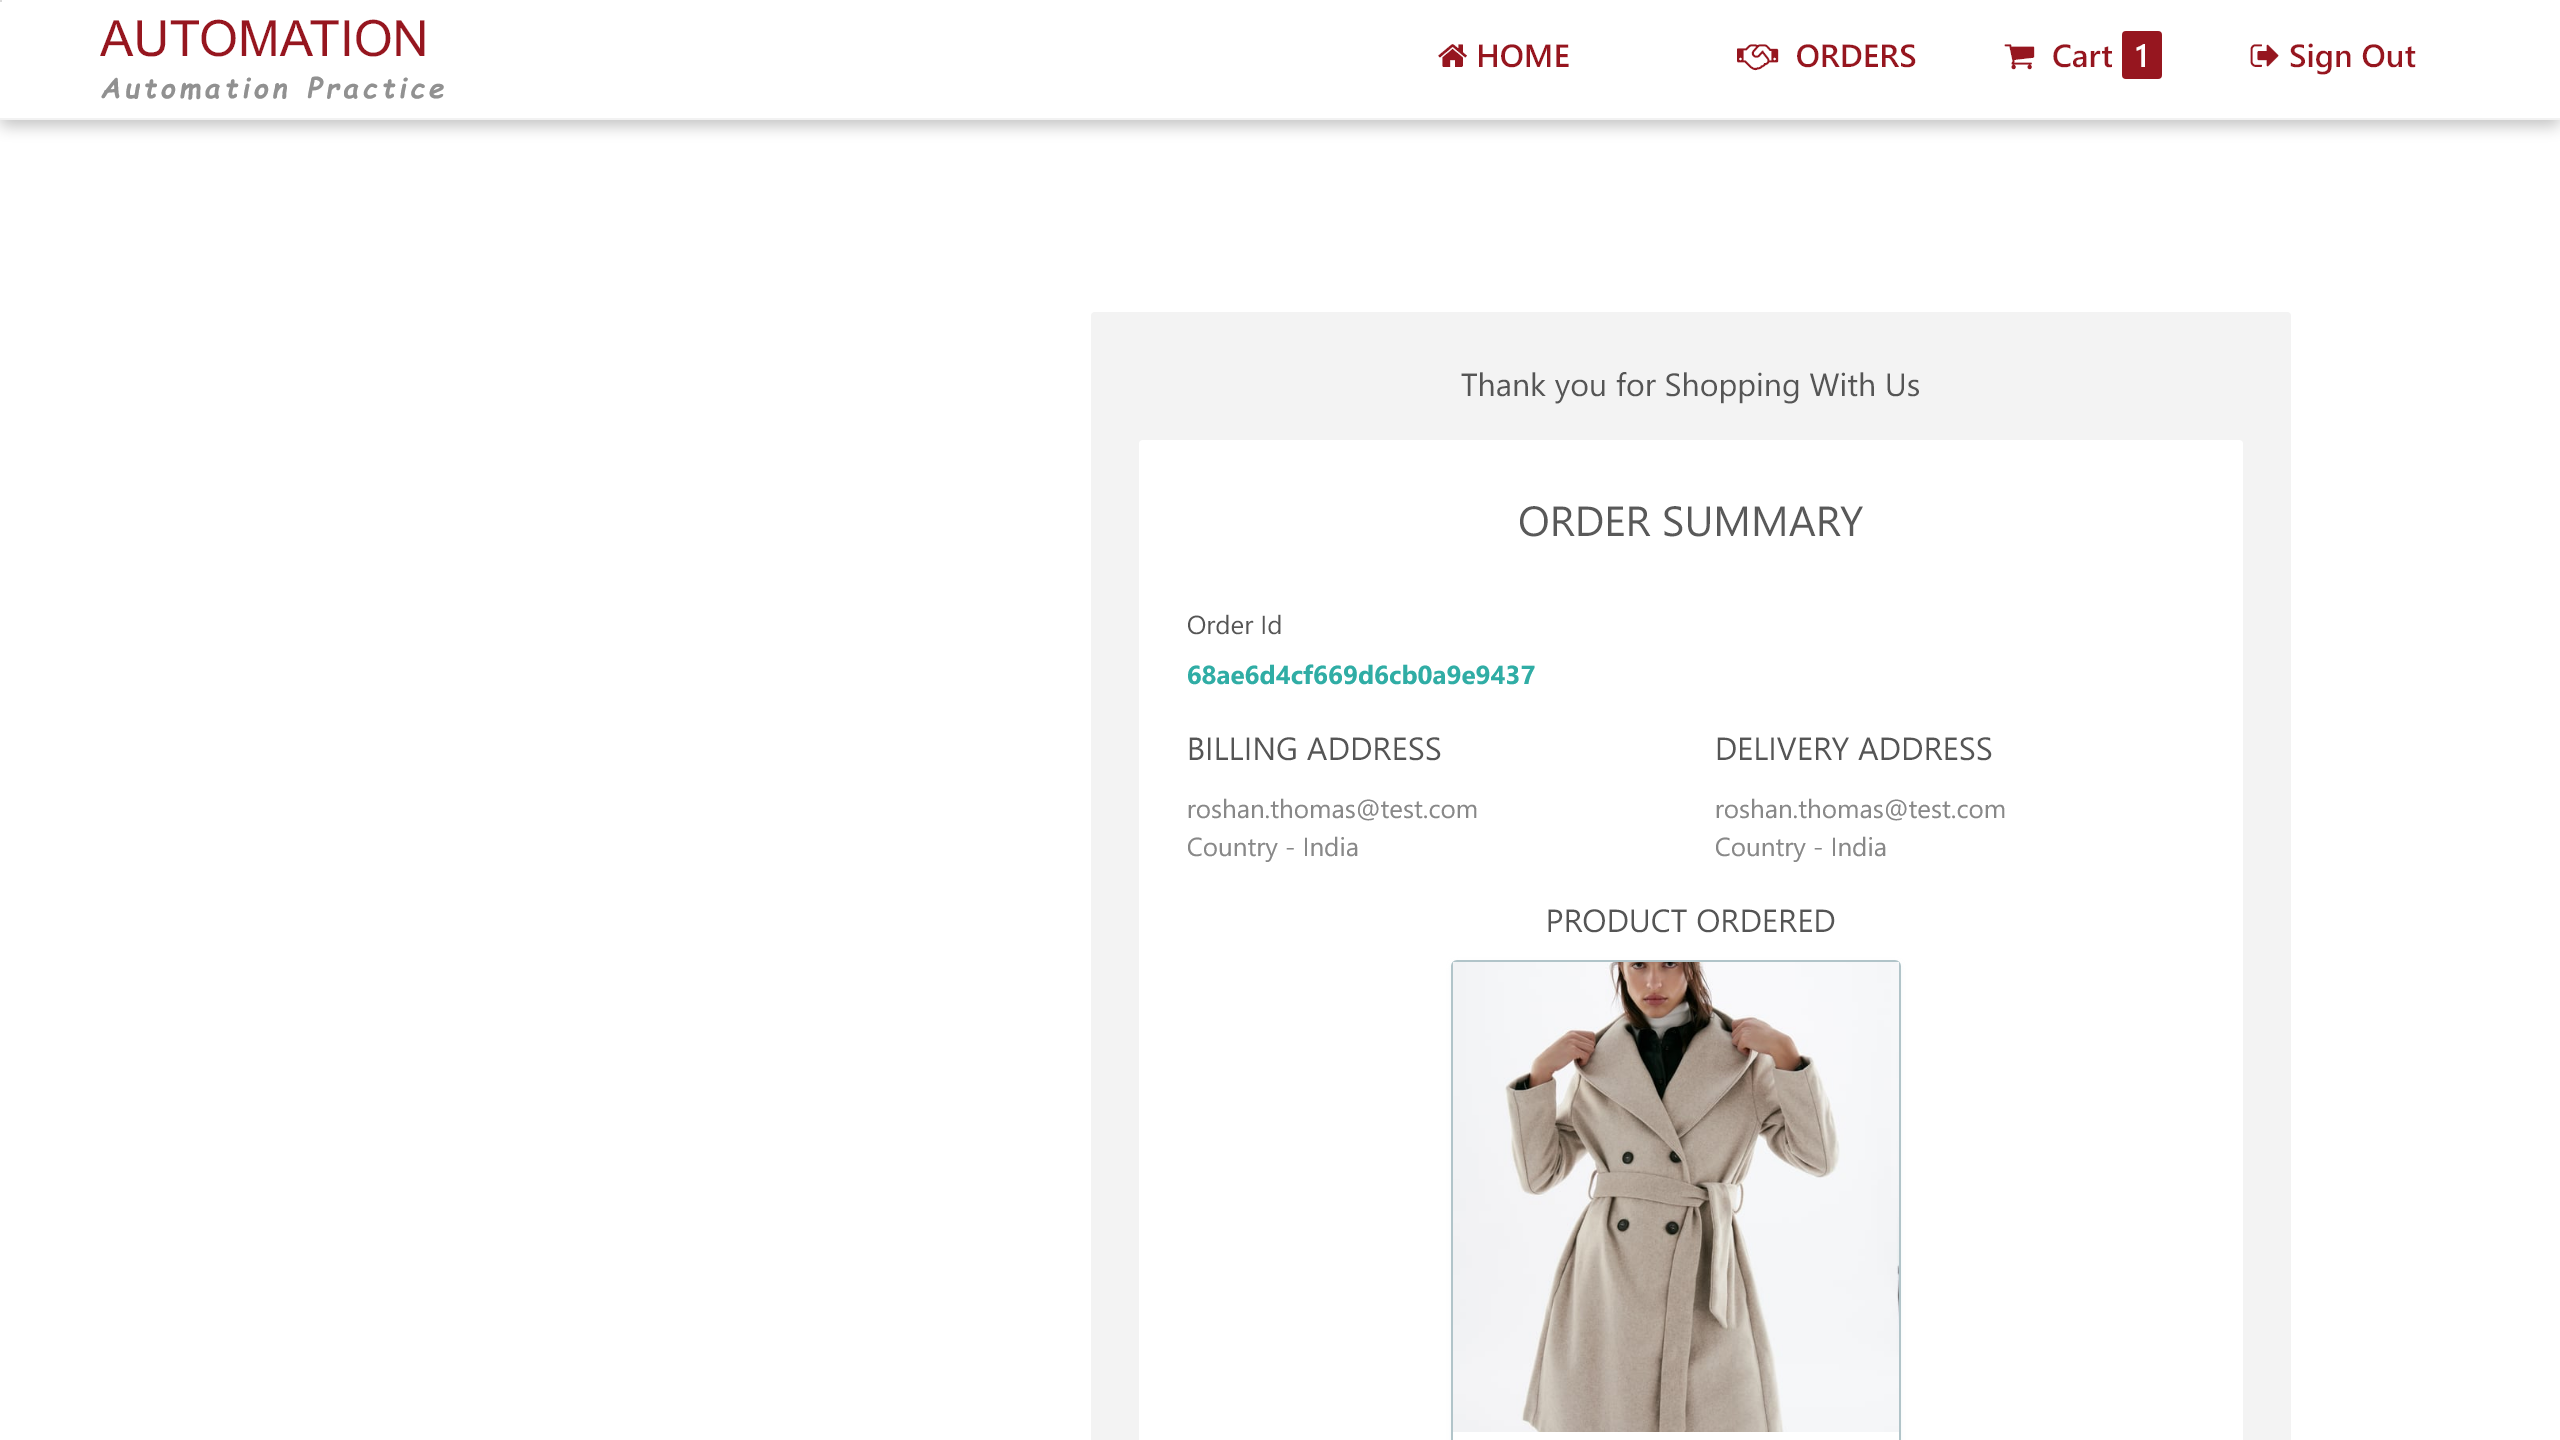 AUTOMATION
Automation Practice
HOME
ORDERS
Cart 1
Sign Out
Thank you for Shopping With Us
ORDER SUMMARY
Order Id
68ae6d4cf669d6cb0a9e9437
BILLING ADDRESS
roshan.thomas@test.com
Country - India
DELIVERY ADDRESS
roshan.thomas@test.com
Country - India
PRODUCT ORDERED